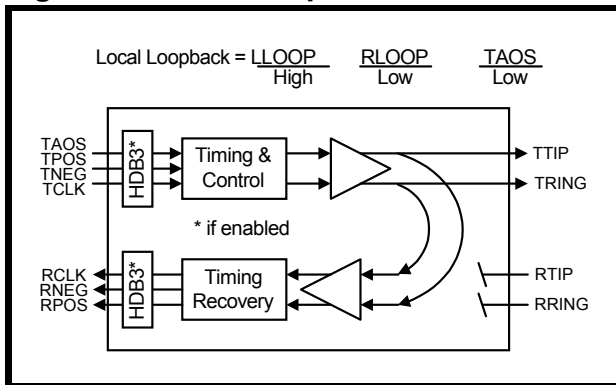 Local Loopback = LLOOP RLOOP TAOS
High Low Low
TAOS
TPOS
TNEG
TCLK
HDB3*
Timing &
Control
TTIP
TRING
* if enabled
RCLK
RNEG
RPOS
HDB3*
Timing
Recovery
RTIP
RRING